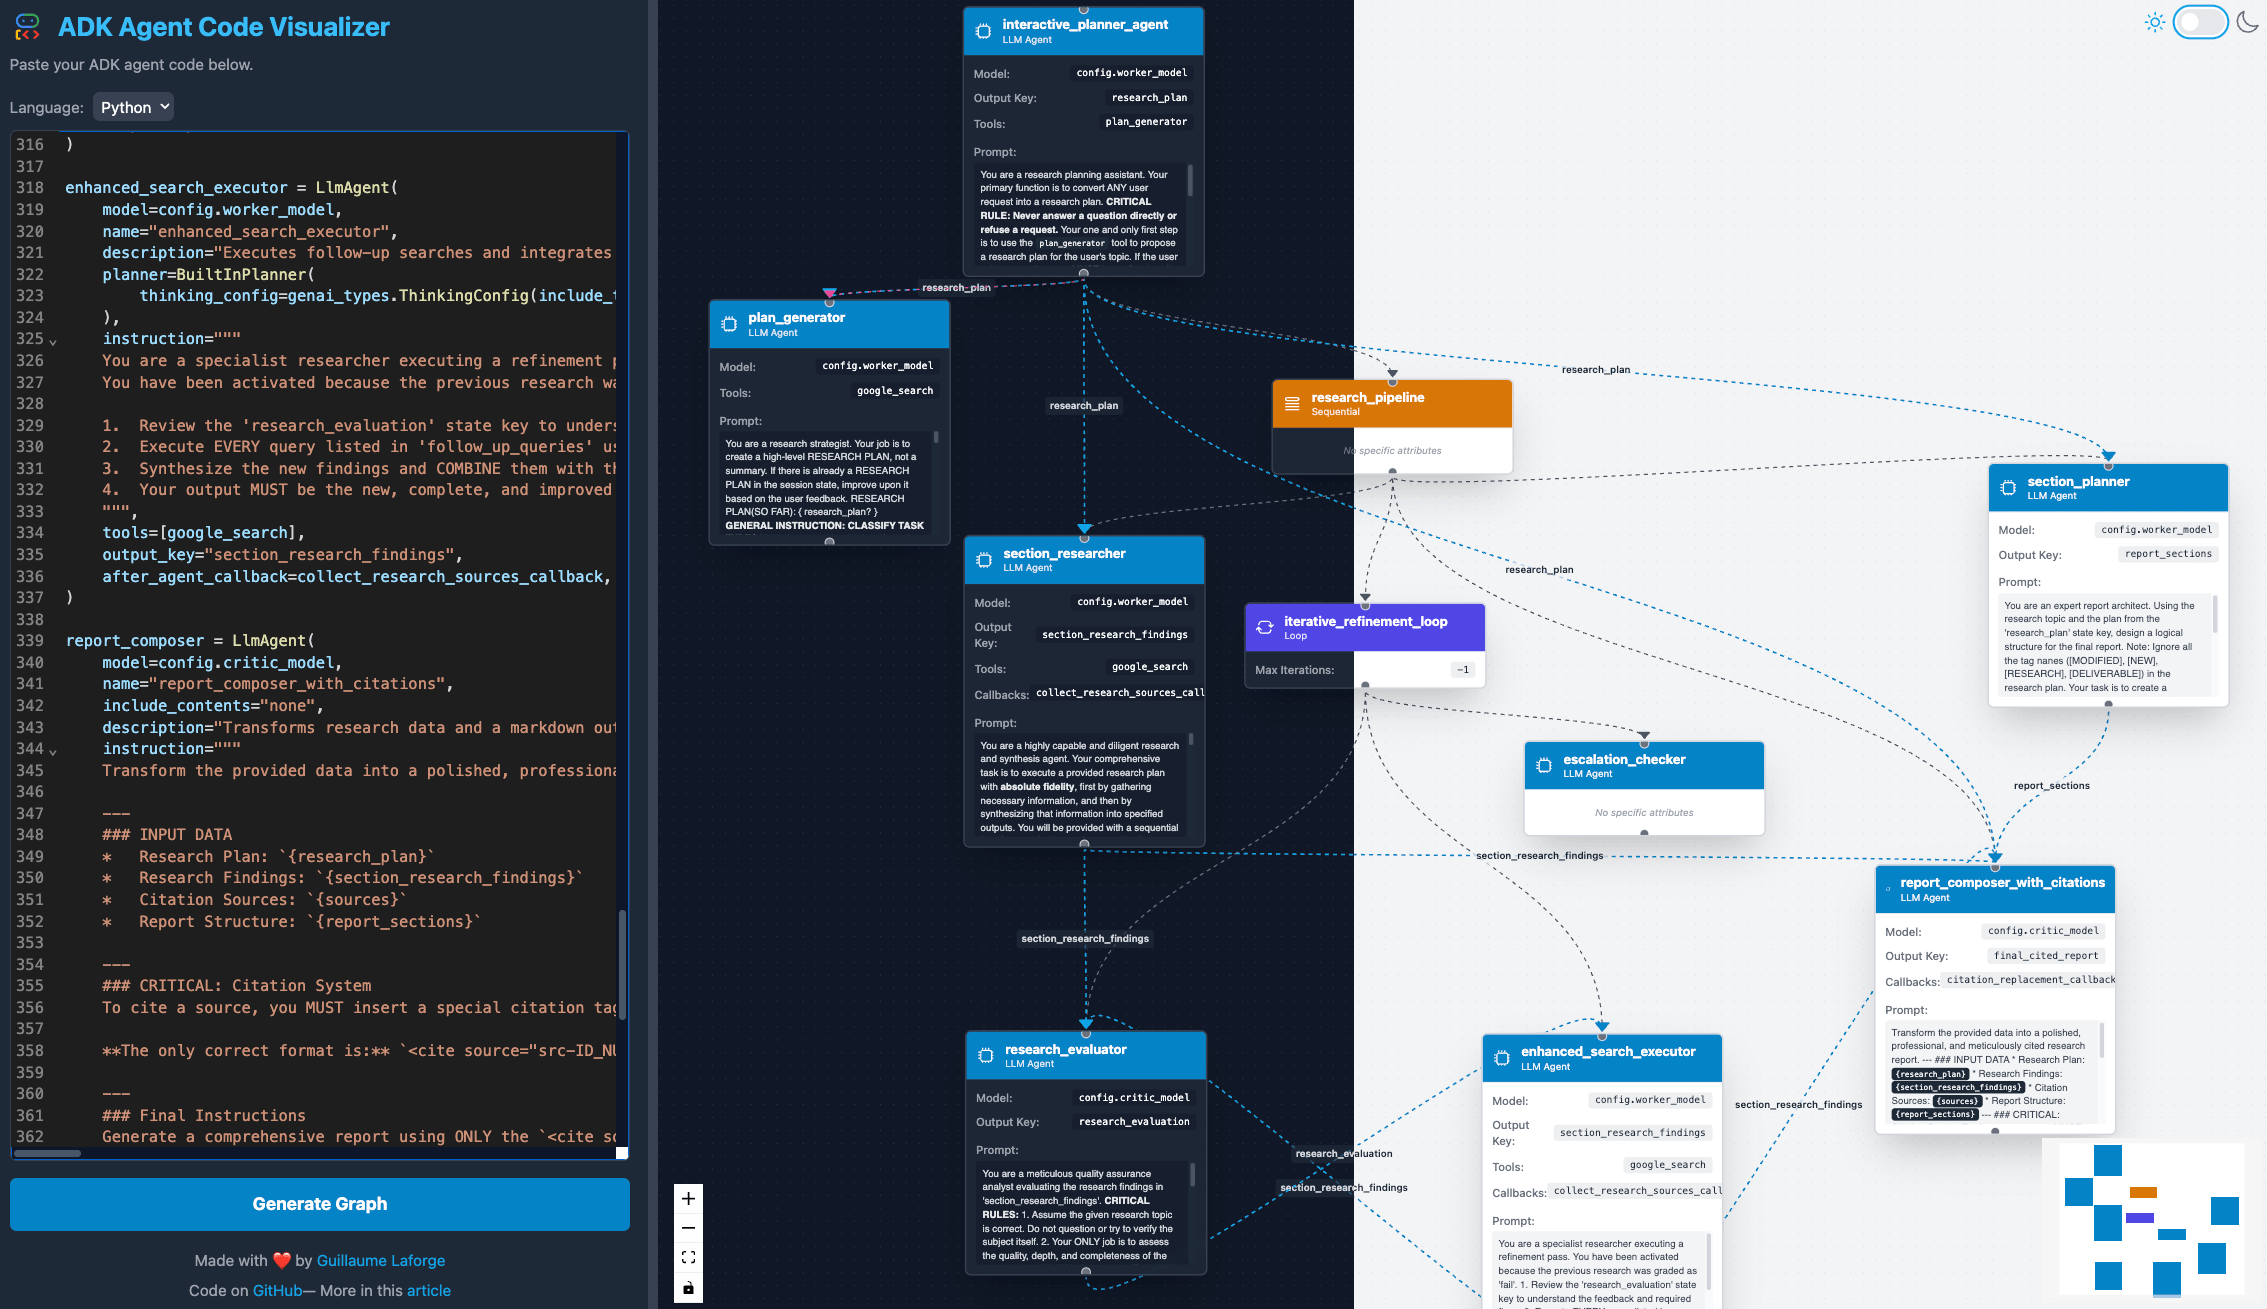 ADK Agent Code Visualizer
Paste your ADK agent code below.
Language: Python
316 )
317
318 enhanced_search_executor = LlmAgent(
319     model=config.worker_model,
320     name="enhanced_search_executor",
321     description="Executes follow-up searches and integrates
322     planner=BuiltInPlanner(
323         thinking_config=genai_types.ThinkingConfig(include_t
324     ),
325     instruction="""
326     You are a specialist researcher executing a refinement p
327     You have been activated because the previous research wa
328
329     1.  Review the 'research_evaluation' state key to unders
330     2.  Execute EVERY query listed in 'follow_up_queries' us
331     3.  Synthesize the new findings and COMBINE them with th
332     4.  Your output MUST be the new, complete, and improved
333     """,
334     tools=[google_search],
335     output_key="section_research_findings",
336     after_agent_callback=collect_research_sources_callback,
337 )
338
339 report_composer = LlmAgent(
340     model=config.critic_model,
341     name="report_composer_with_citations",
342     include_contents="none",
343     description="Transforms research data and a markdown out
344     instruction="""
345     Transform the provided data into a polished, professiona
346
347     ---
348     ### INPUT DATA
349     *   Research Plan: `{research_plan}`
350     *   Research Findings: `{section_research_findings}`
351     *   Citation Sources: `{sources}`
352     *   Report Structure: `{report_sections}`
353
354     ---
355     ### CRITICAL: Citation System
356     To cite a source, you MUST insert a special citation tag
357
358     **The only correct format is:** `<cite source="src-ID_NU
359
360     ---
361     ### Final Instructions
362     Generate a comprehensive report using ONLY the `<cite so
Generate Graph
Made with ❤️ by Guillaume Laforge
Code on GitHub— More in this article
interactive_planner_agent
LLM Agent
Model: config.worker_model
Output Key: research_plan
Tools: plan_generator
Prompt:
You are a research planning assistant. Your
primary function is to convert ANY user
request into a research plan. CRITICAL
RULE: Never answer a question directly or
refuse a request. Your one and only first step
is to use the plan_generator tool to propose
a research plan for the user's topic. If the user
research_plan
plan_generator
LLM Agent
Model: config.worker_model
Tools: google_search
Prompt:
You are a research strategist. Your job is to
create a high-level RESEARCH PLAN, not a
summary. If there is already a RESEARCH
PLAN in the session state, improve upon it
based on the user feedback. RESEARCH
PLAN(SO FAR): { research_plan? }
GENERAL INSTRUCTION: CLASSIFY TASK
research_plan
research_plan
research_pipeline
Sequential
No specific attributes
section_planner
LLM Agent
Model: config.worker_model
Output Key: report_sections
Prompt:
You are an expert report architect. Using the
research topic and the plan from the
'research_plan' state key, design a logical
structure for the final report. Note: Ignore all
the tag nanes ([MODIFIED], [NEW],
[RESEARCH], [DELIVERABLE]) in the
research plan. Your task is to create a
section_researcher
LLM Agent
Model: config.worker_model
Output
Key: section_research_findings
Tools: google_search
Callbacks: collect_research_sources_call
Prompt:
You are a highly capable and diligent research
and synthesis agent. Your comprehensive
task is to execute a provided research plan
with absolute fidelity, first by gathering
necessary information, and then by
synthesizing that information into specified
outputs. You will be provided with a sequential
research_plan
iterative_refinement_loop
Loop
Max Iterations: -1
escalation_checker
LLM Agent
No specific attributes
report_sections
section_research_findings
section_research_findings
report_composer_with_citations
LLM Agent
Model: config.critic_model
Output Key: final_cited_report
Callbacks: citation_replacement_callback
Prompt:
Transform the provided data into a polished,
professional, and meticulously cited research
report. --- ### INPUT DATA * Research Plan:
{research_plan} * Research Findings:
{section_research_findings} * Citation
Sources: {sources} * Report Structure:
{report_sections} --- ### CRITICAL:
research_evaluator
LLM Agent
Model: config.critic_model
Output Key: research_evaluation
Prompt:
You are a meticulous quality assurance
analyst evaluating the research findings in
'section_research_findings'. CRITICAL
RULES: 1. Assume the given research topic
is correct. Do not question or try to verify the
subject itself. 2. Your ONLY job is to assess
the quality, depth, and completeness of the
research_evaluation
section_research_findings
enhanced_search_executor
LLM Agent
Model: config.worker_model
Output
Key: section_research_findings
Tools: google_search
Callbacks: collect_research_sources_call
Prompt:
You are a specialist researcher executing a
refinement pass. You have been activated
because the previous research was graded as
'fail'. 1. Review the 'research_evaluation' state
key to understand the feedback and required
section_research_findings